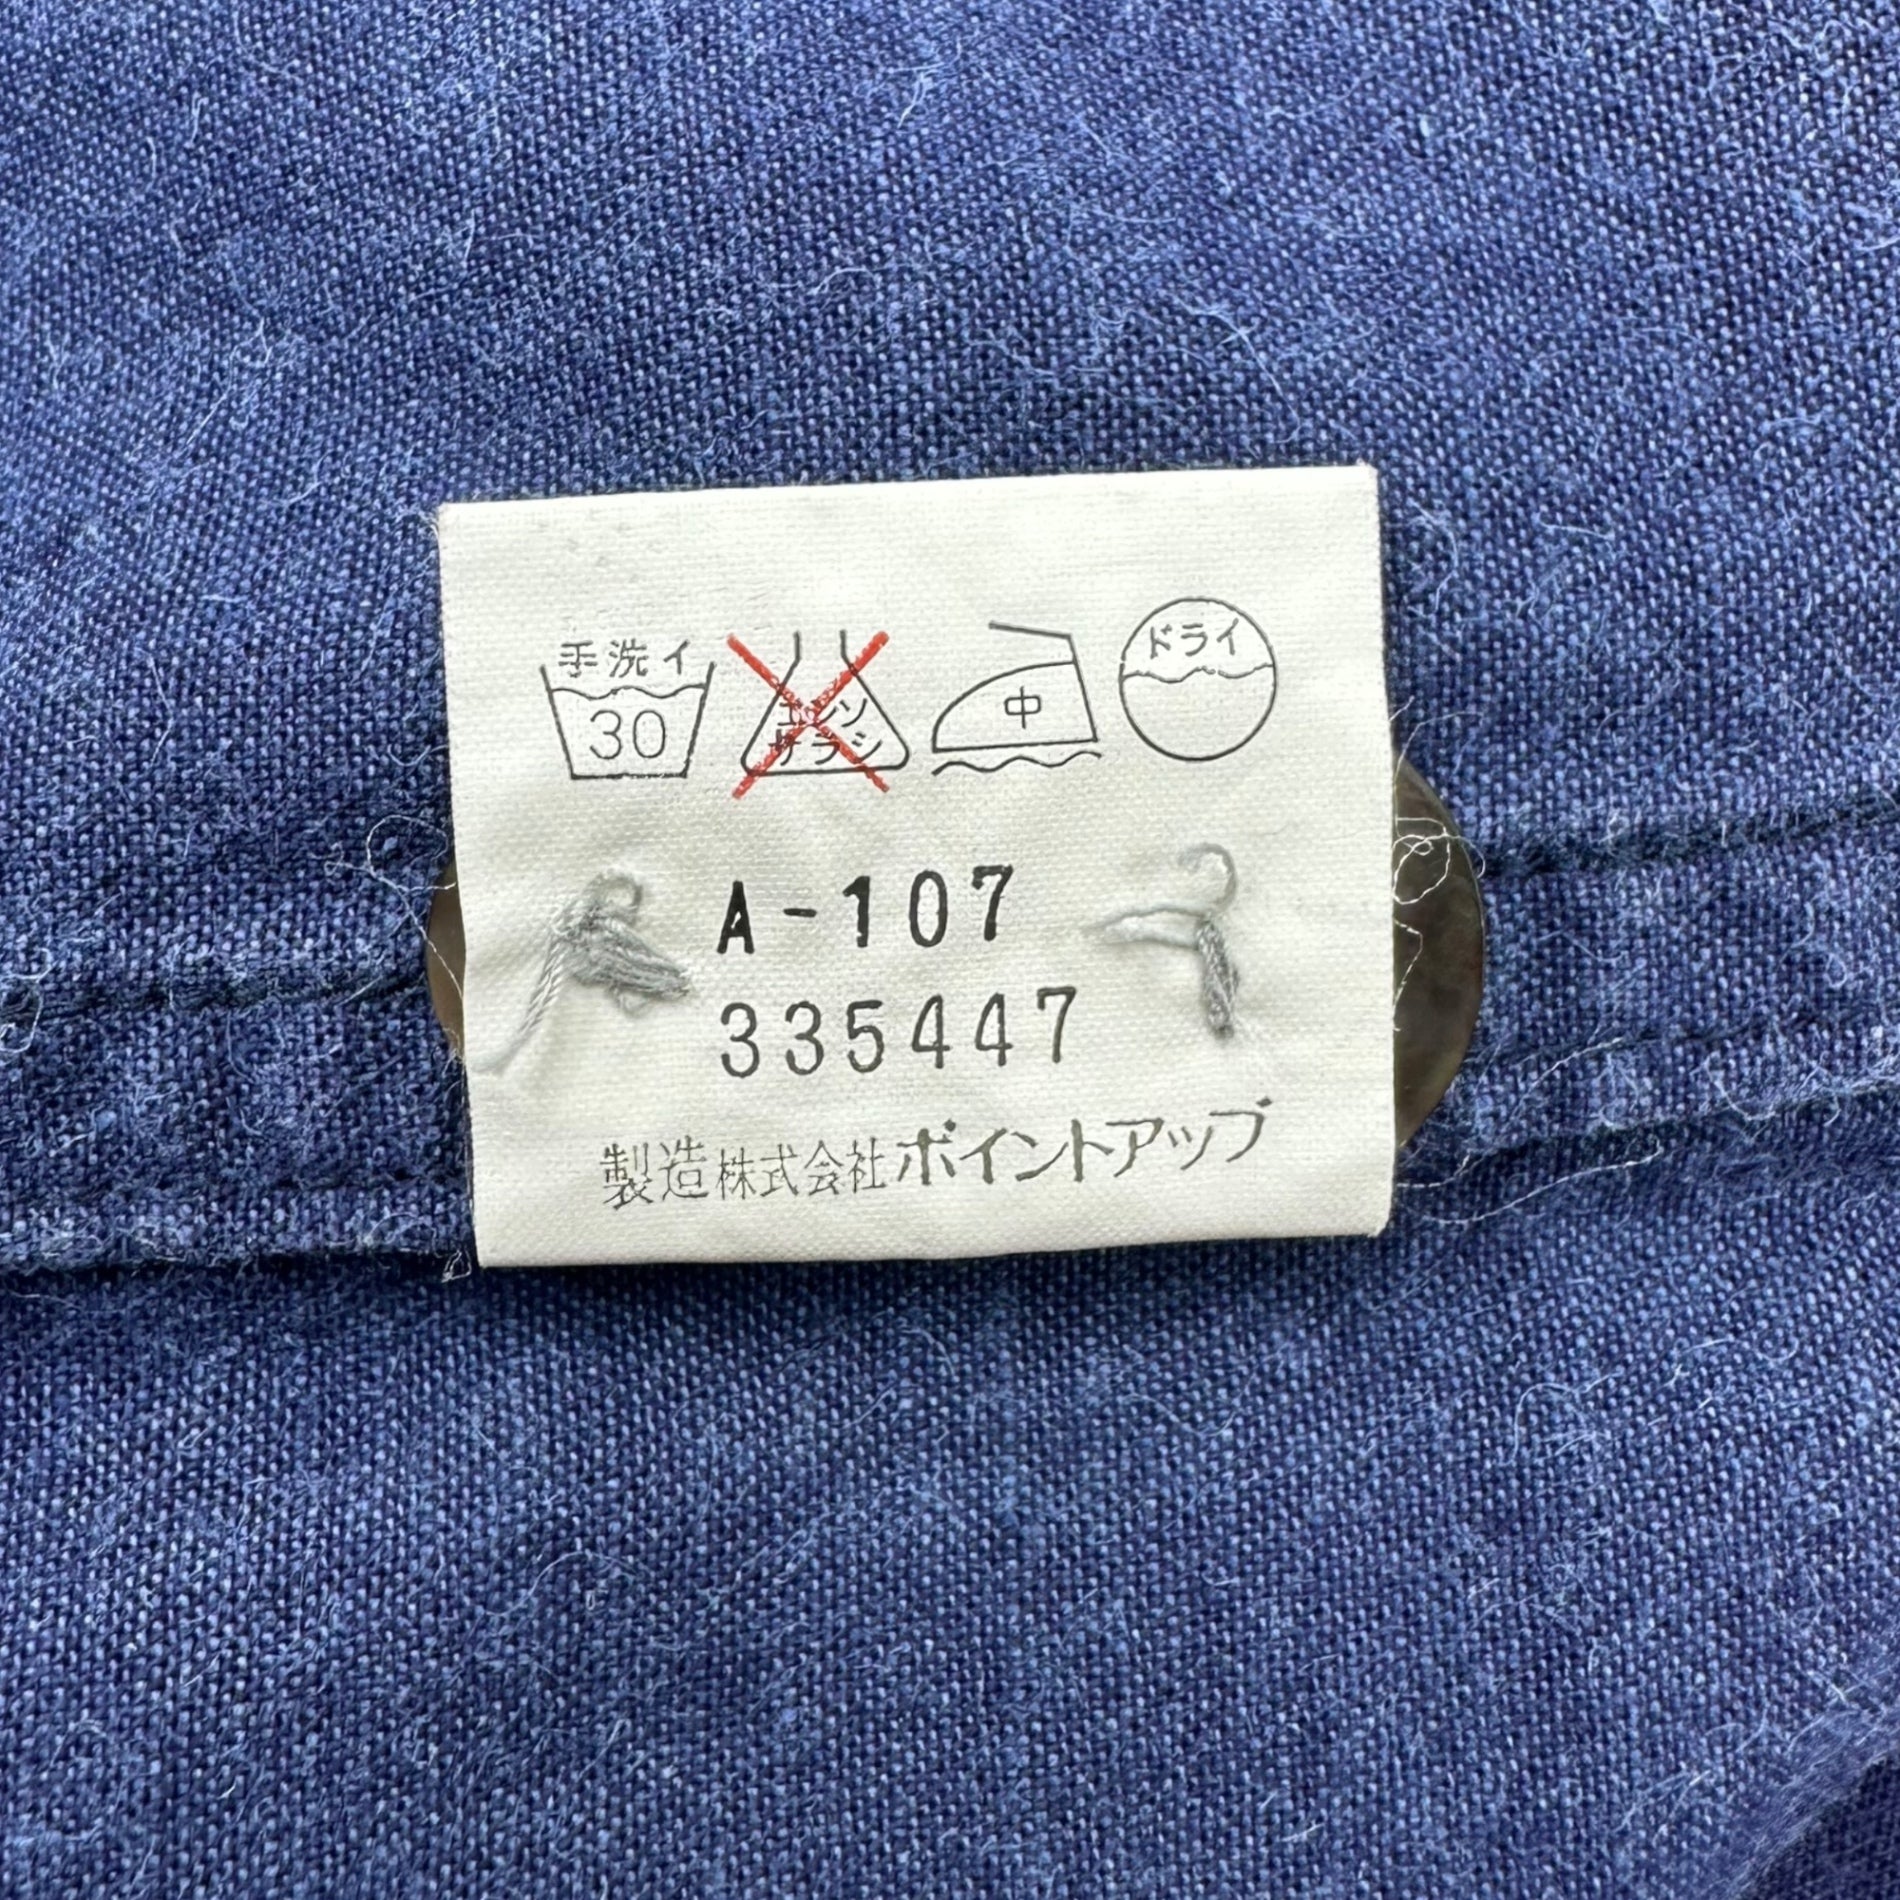 手洗イ
30
エンソ
サラシ
中
ドライ
A-107
335447
製造株式会社ポイントアップ